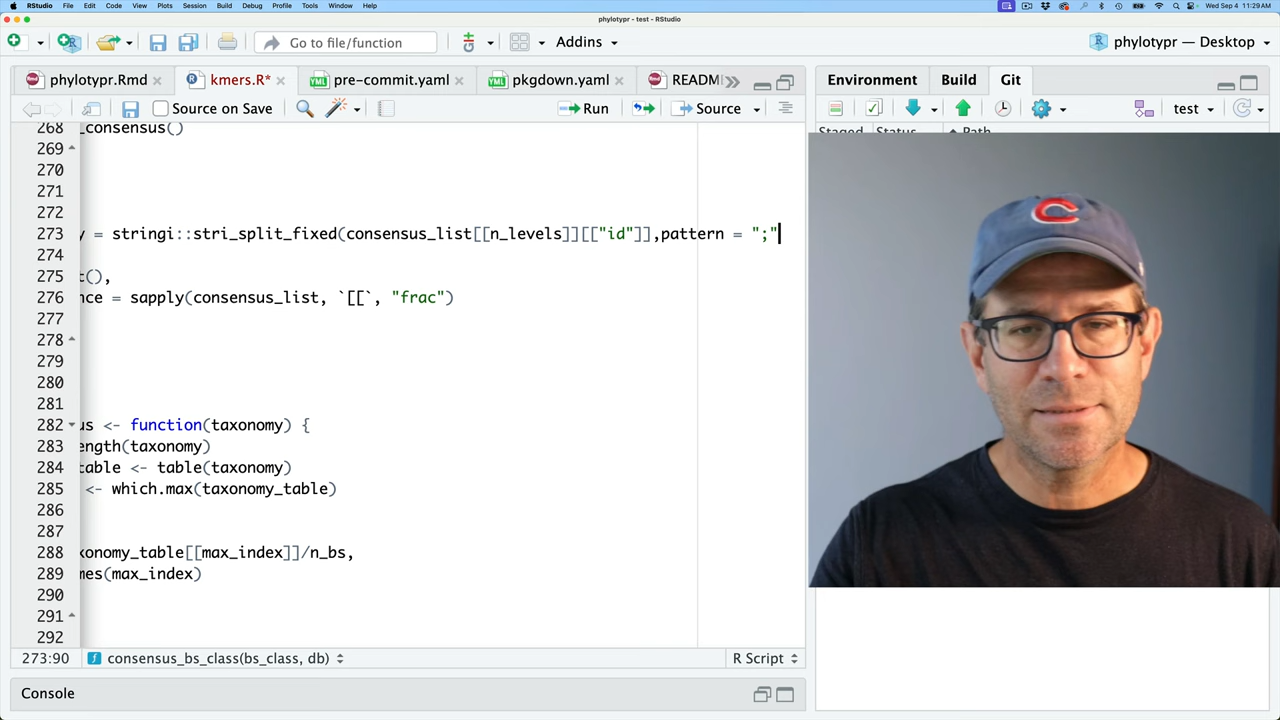 RStudio File Edit Code View Plots Session Build Debug Profile Tools Window Help Wed Sep 4 11:29 AM
phylotypr - test - RStudio
Go to file/function Addins phylotypr — Desktop
phylotypr.Rmd kmers.R* pre-commit.yaml pkgdown.yaml README Environment Build Git
Source on Save Run Source test
Staged Status Path
268 _consensus()
269
270
271
272
273 y = stringi::stri_split_fixed(consensus_list[[n_levels]][["id"]],pattern = ";"
274
275 t(),
276 nce = sapply(consensus_list, `[[`, "frac")
277
278
279
280
281
282 us <- function(taxonomy) {
283 ength(taxonomy)
284 table <- table(taxonomy)
285 <- which.max(taxonomy_table)
286
287
288 xonomy_table[[max_index]]/n_bs,
289 mes(max_index)
290
291
292
273:90 consensus_bs_class(bs_class, db) R Script
Console